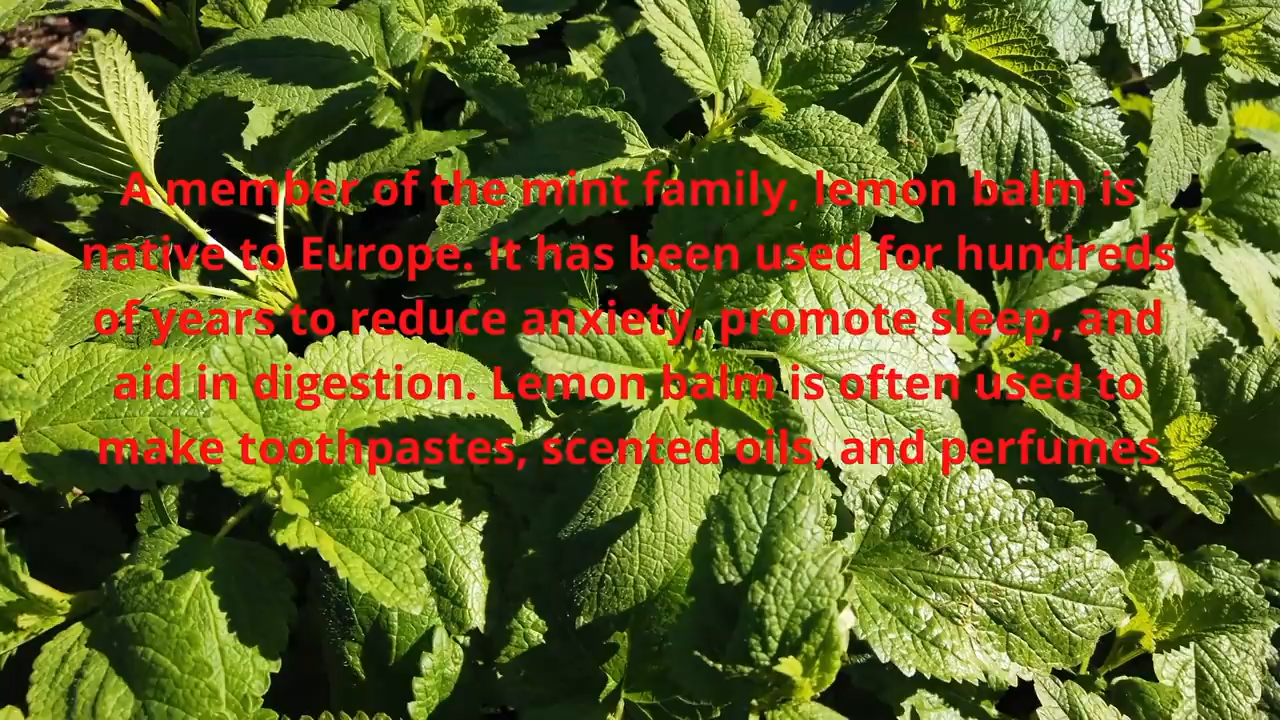 A member of the mint family, lemon balm is
native to Europe. It has been used for hundreds
of years to reduce anxiety, promote sleep, and
aid in digestion. Lemon balm is often used to
make toothpastes, scented oils, and perfumes